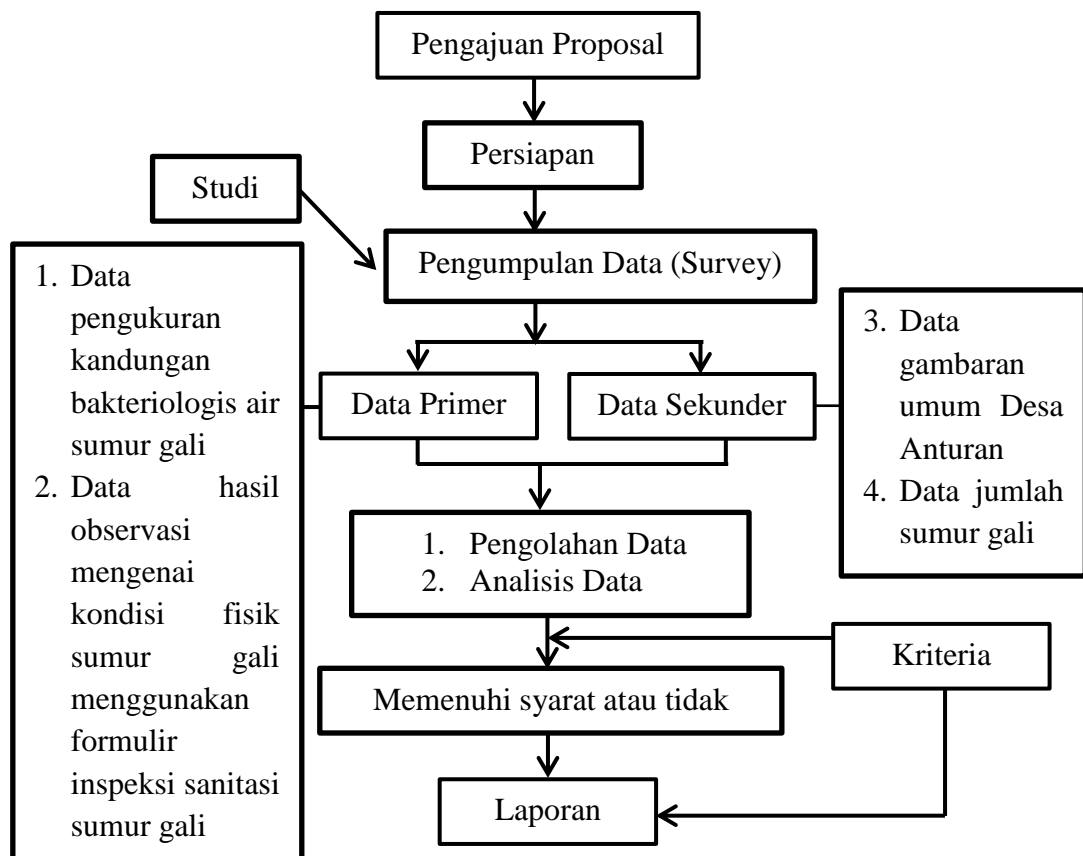 Pengajuan Proposal
Persiapan
Studi
Pengumpulan Data (Survey)
1. Data
pengukuran
kandungan
bakteriologis air
sumur gali
2. Data hasil
observasi
mengenai
kondisi fisik
sumur gali
menggunakan
formulir
inspeksi sanitasi
sumur gali
Data Primer
Data Sekunder
3. Data
gambaran
umum Desa
Anturan
4. Data jumlah
sumur gali
1. Pengolahan Data
2. Analisis Data
Kriteria
Memenuhi syarat atau tidak
Laporan